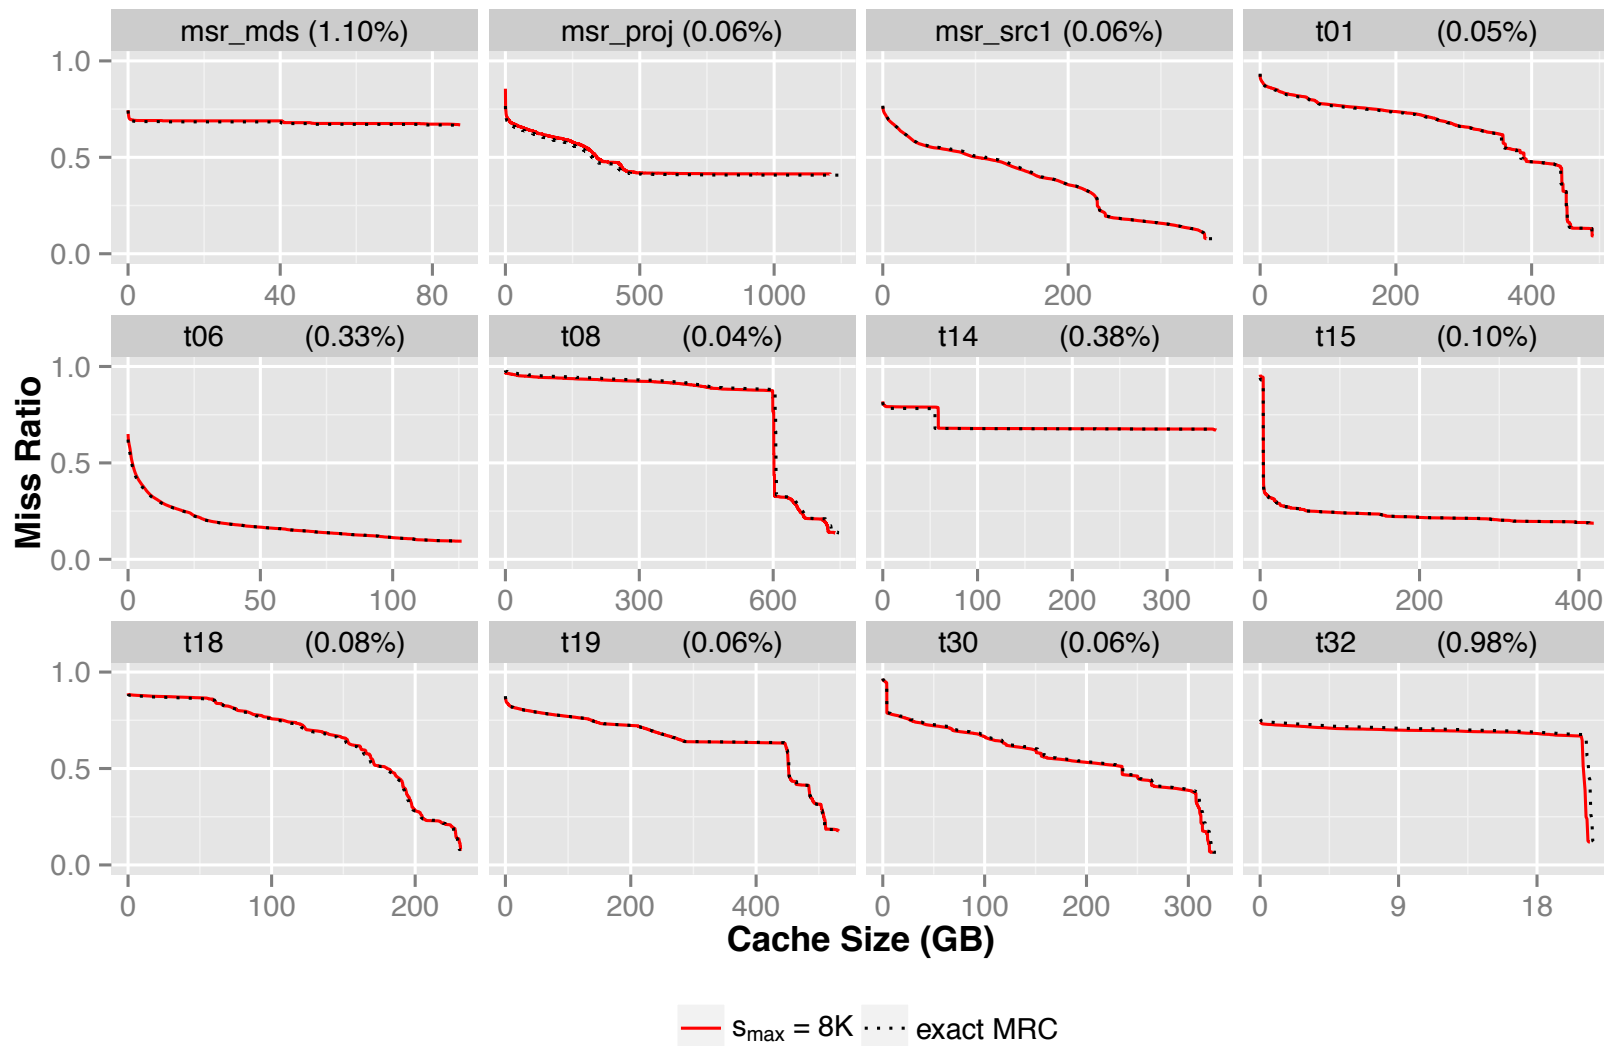 msr_mds (1.10%) msr_proj (0.06%) msr_src1 (0.06%) t01 (0.05%)
1.0
0.5
0.0
0 40 80 0 500 1000 0 200 0 200 400
t06 (0.33%) t08 (0.04%) t14 (0.38%) t15 (0.10%)
1.0
0.5
0.0
0 50 100 0 300 600 0 100 200 300 0 200 400
t18 (0.08%) t19 (0.06%) t30 (0.06%) t32 (0.98%)
1.0
0.5
0.0
0 100 200 0 200 400 0 100 200 300 0 9 18
Miss Ratio
Cache Size (GB)
smax = 8K exact MRC